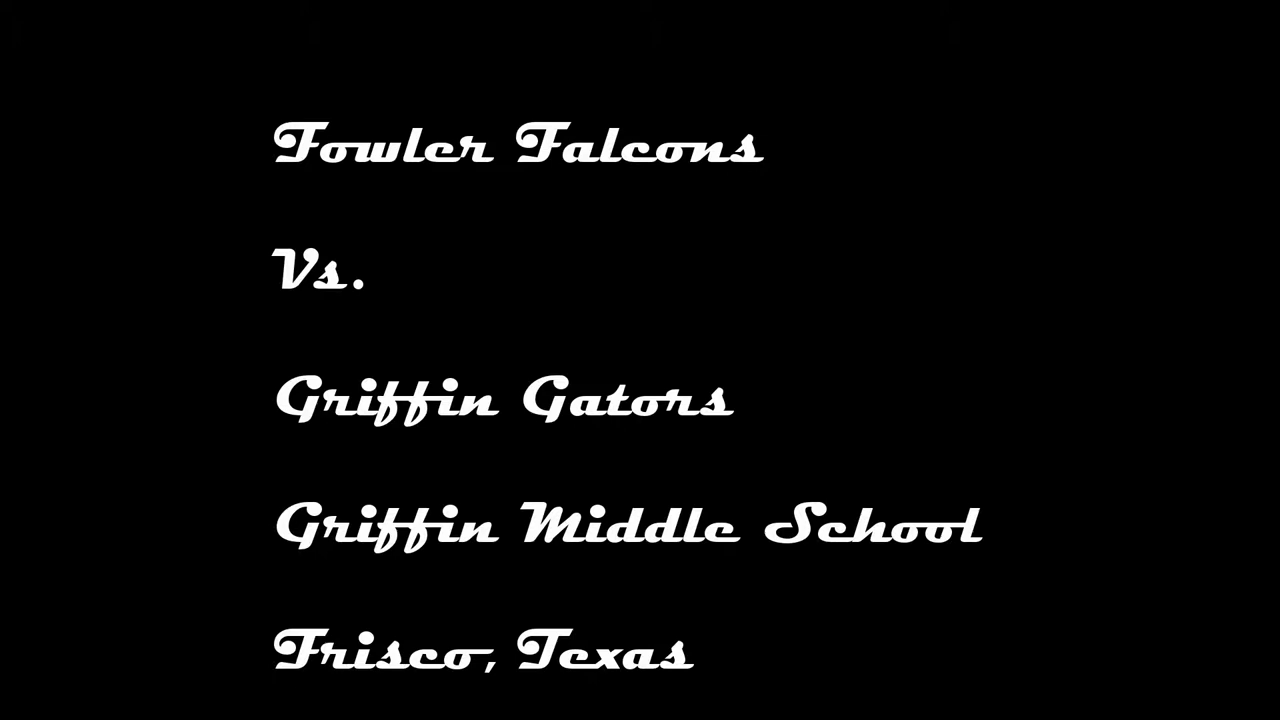 Fowler Falcons
Vs.
Griffin Gators
Griffin Middle School
Frisco, Texas